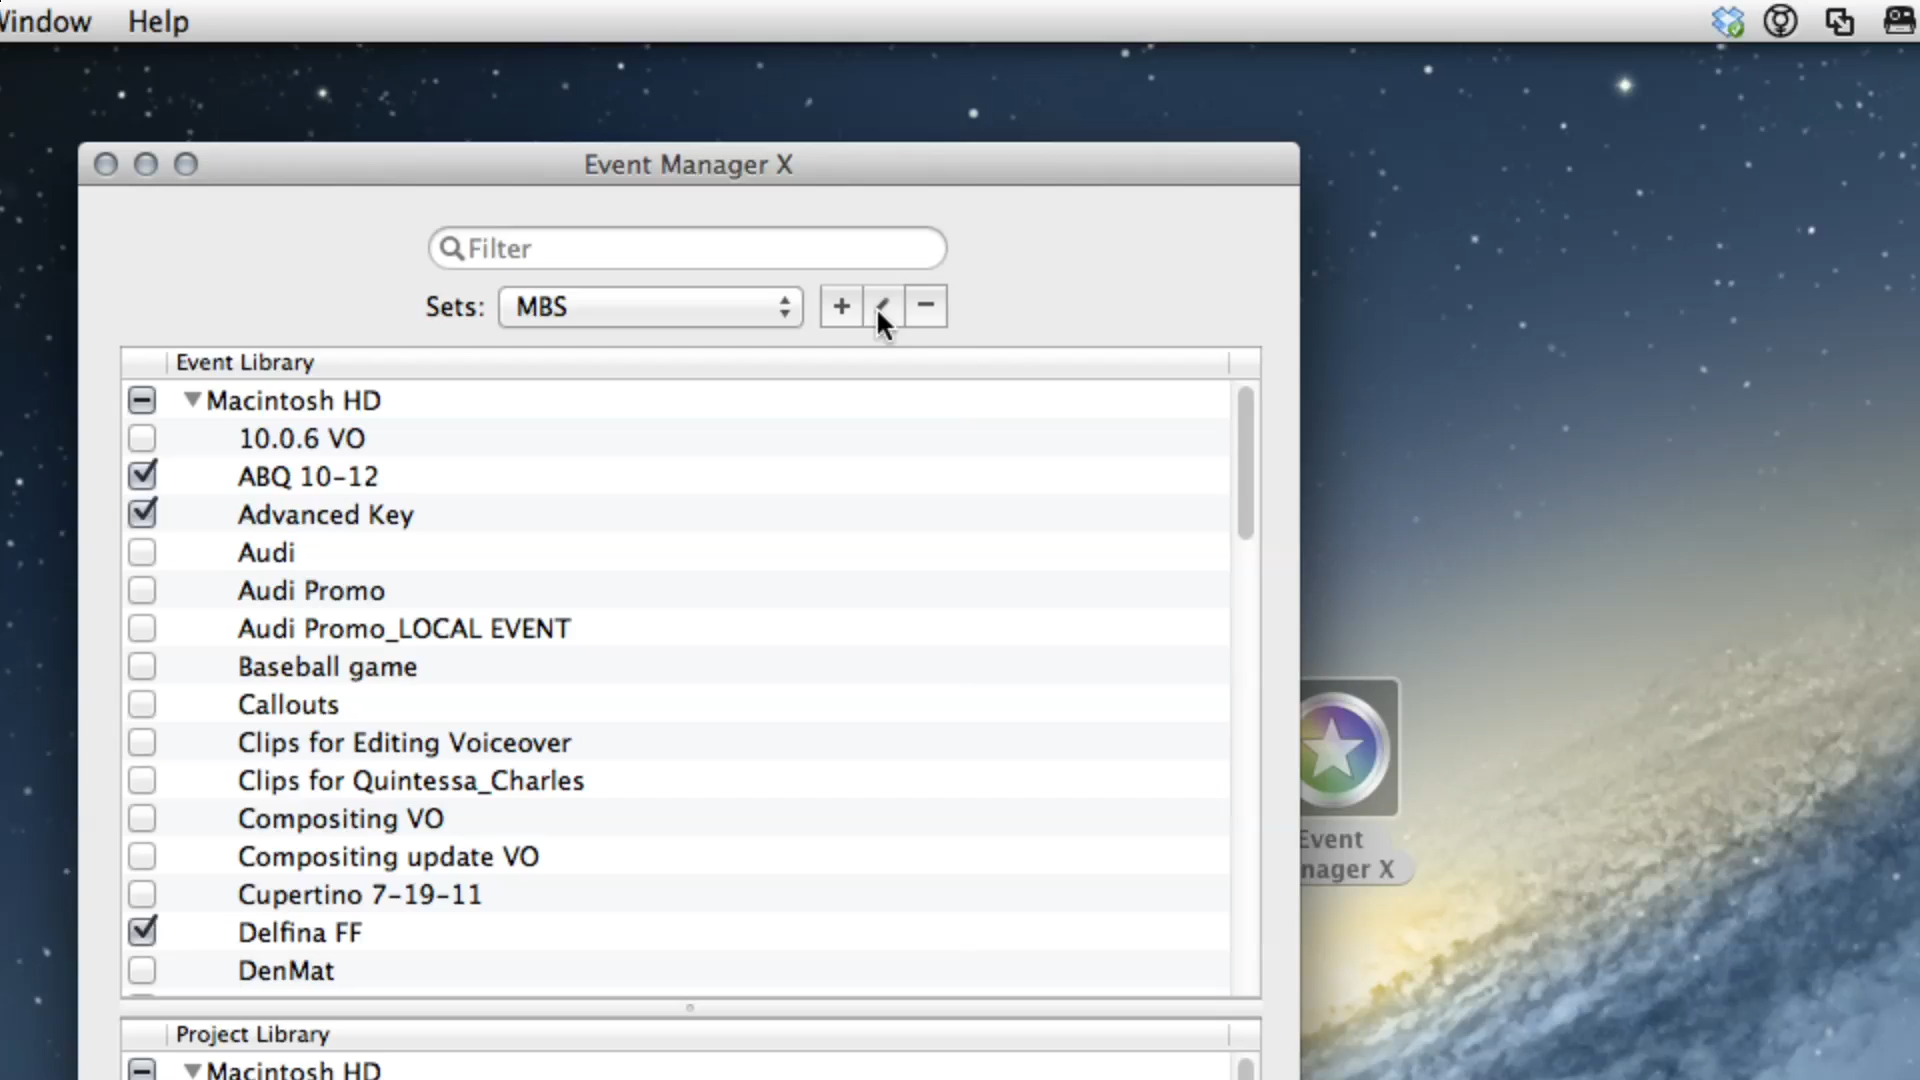 Window Help
Event Manager X
Filter
Sets: MBS
Event Library
Macintosh HD
10.0.6 VO
ABQ 10-12
Advanced Key
Audi
Audi Promo
Audi Promo_LOCAL EVENT
Baseball game
Callouts
Clips for Editing Voiceover
Clips for Quintessa_Charles
Compositing VO
Compositing update VO
Cupertino 7-19-11
Delfina FF
DenMat
Event
nager X
Project Library
Macintosh HD